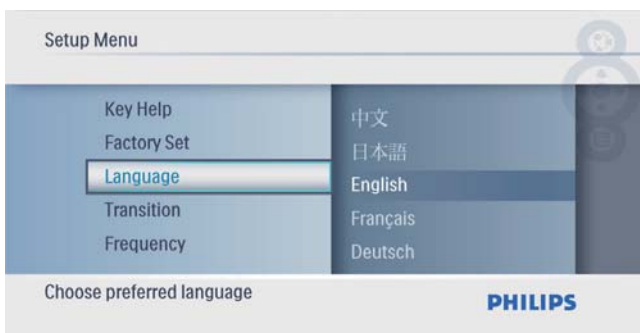 Setup Menu
Key Help
Factory Set
Language
Transition
Frequency
中文
日本語
English
Français
Deutsch
Choose preferred language
PHILIPS